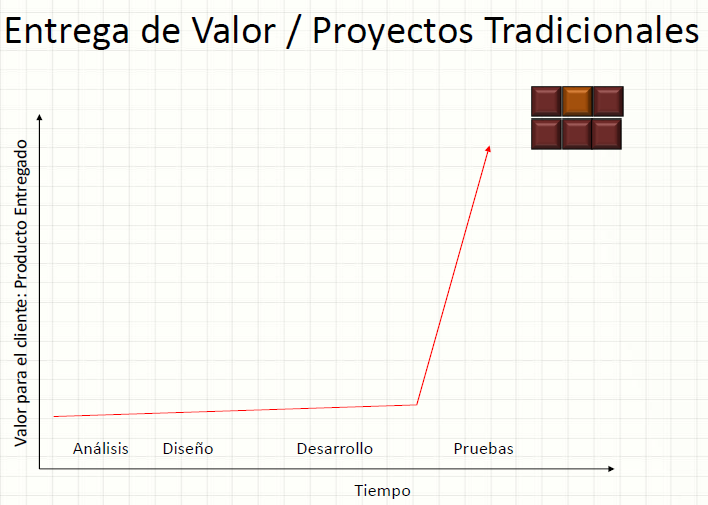 Entrega de Valor / Proyectos Tradicionales
Valor para el cliente: Producto Entregado
Análisis
Diseño
Desarrollo
Pruebas
Tiempo